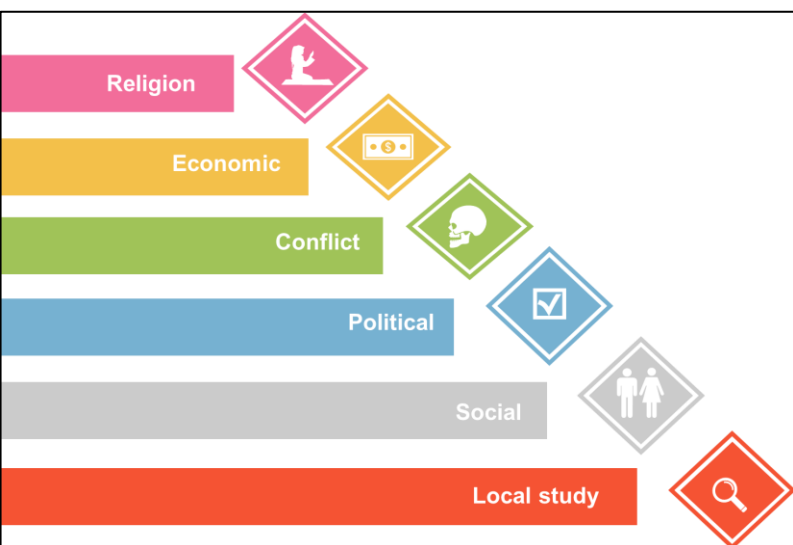 Religion
Economic
Conflict
Political
Social
Local study